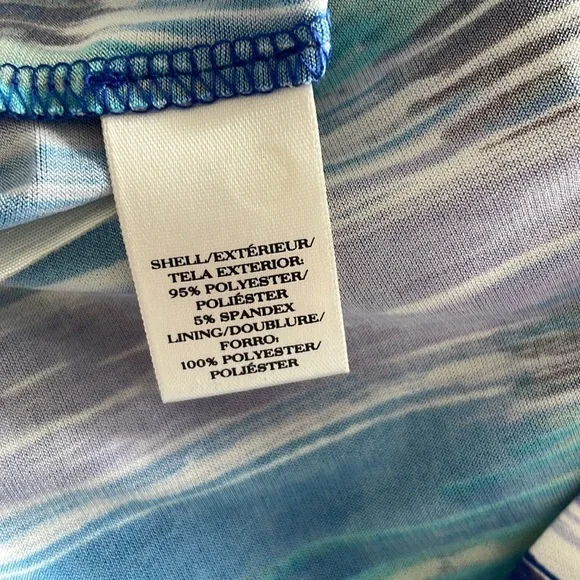 SHELL/EXTÉRIEUR/
TELA EXTERIOR:
95% POLYESTER/
POLIÉSTER
5% SPANDEX
LINING/DOUBLURE/
FORRO:
100% POLYESTER/
POLIÉSTER